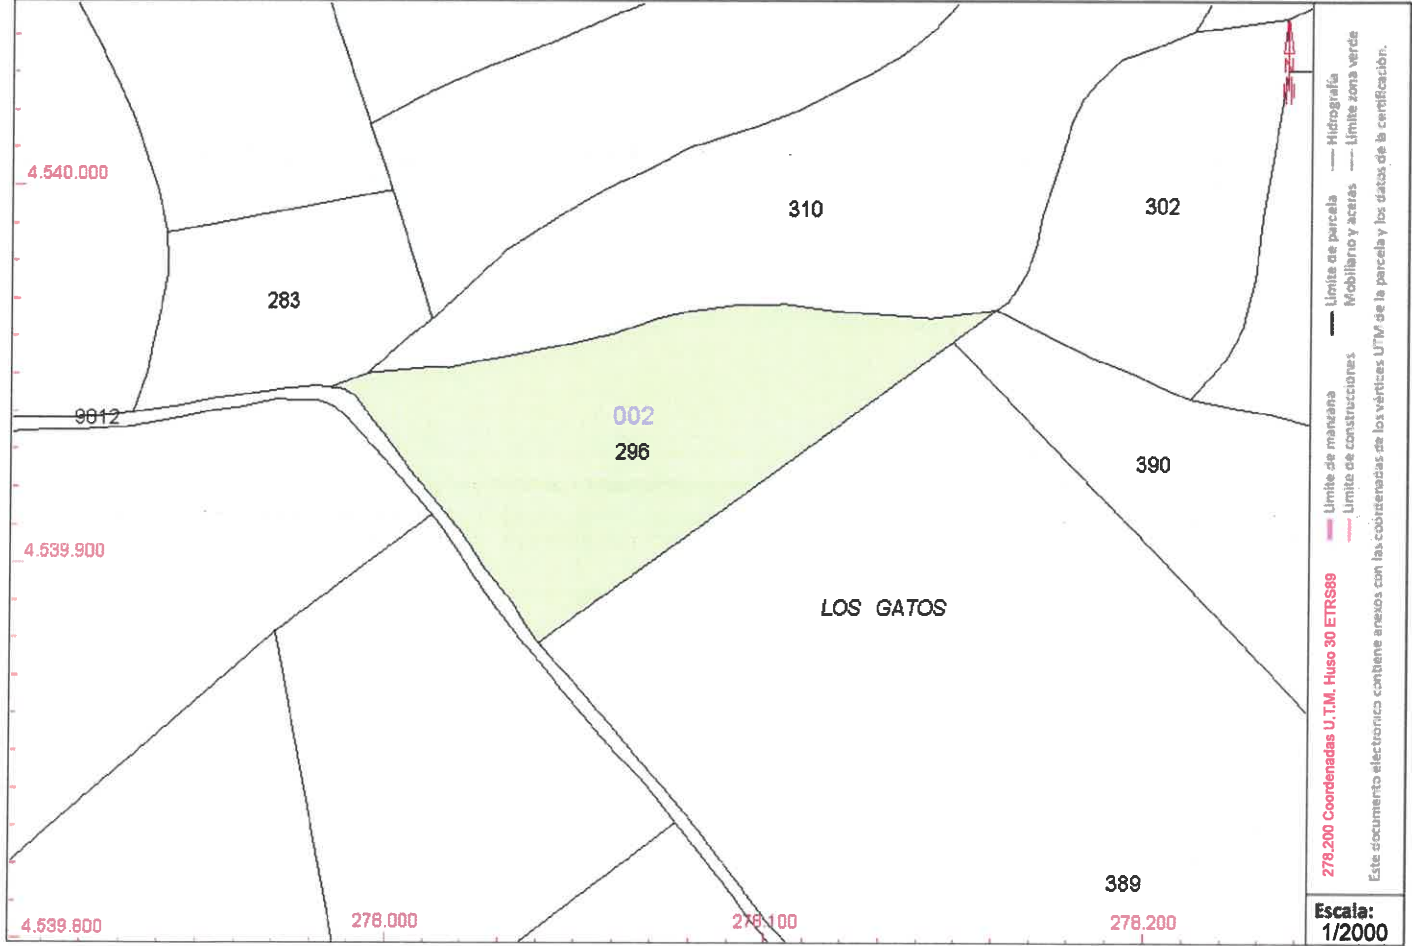 4.540.000
310
302
283
9012
002
296
390
4.539.900
LOS GATOS
389
4.539.800
278.000
278.100
278.200
Límite de manzana
Límite de parcela
Hidrografía
Límite de construcciones
Mobiliario y aceras
Límite zona verde
278.200 Coordenadas U.T.M. Huso 30 ETRS89
Este documento electrónico contiene anexos con las coordenadas de los vértices UTM de la parcela y los datos de la certificación.
Escala:
1/2000